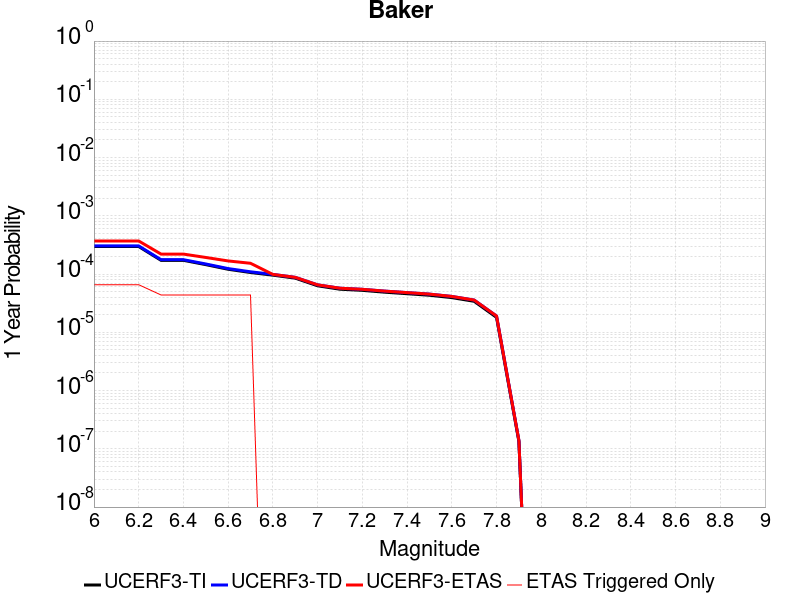 Baker
10^0
10^-1
10^-2
10^-3
10^-4
10^-5
10^-6
10^-7
10^-8
1 Year Probability
6 6.2 6.4 6.6 6.8 7 7.2 7.4 7.6 7.8 8 8.2 8.4 8.6 8.8 9
Magnitude
UCERF3-TI UCERF3-TD UCERF3-ETAS ETAS Triggered Only